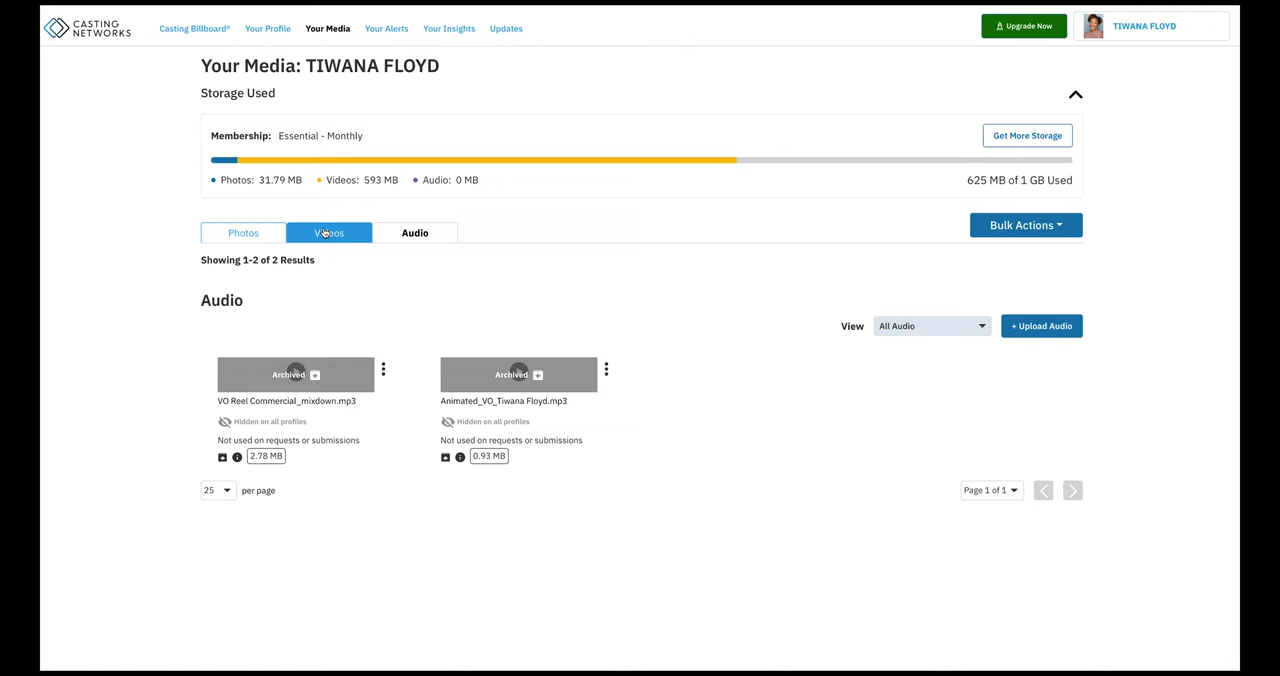 CASTING NETWORKS
Casting Billboard® Your Profile Your Media Your Alerts Your Insights Updates
Upgrade Now
TIWANA FLOYD
Your Media: TIWANA FLOYD
Storage Used
Membership: Essential - Monthly
Get More Storage
Photos: 31.79 MB Videos: 593 MB Audio: 0 MB
625 MB of 1 GB Used
Photos Videos Audio
Bulk Actions
Showing 1-2 of 2 Results
Audio
View All Audio + Upload Audio
Archived
VO Reel Commercial_mixdown.mp3
Hidden on all profiles
Not used on requests or submissions
2.78 MB
Archived
Animated_VO_Tiwana Floyd.mp3
Hidden on all profiles
Not used on requests or submissions
0.93 MB
25 per page
Page 1 of 1